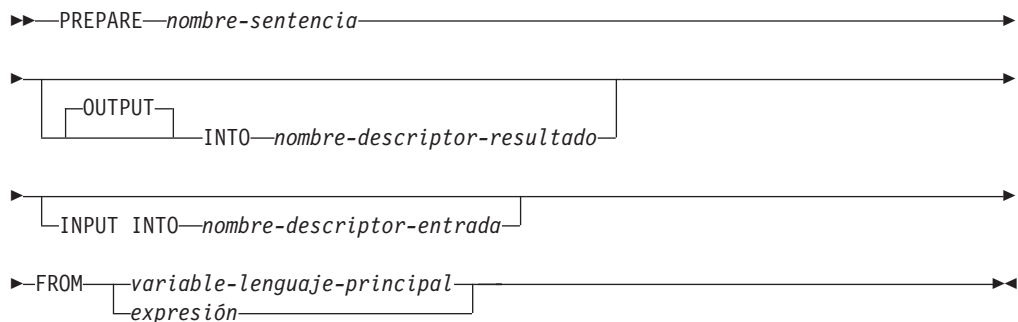 PREPARE nombre-sentencia
OUTPUT
INTO nombre-descriptor-resultado
INPUT INTO nombre-descriptor-entrada
FROM variable-lenguaje-principal
expresión